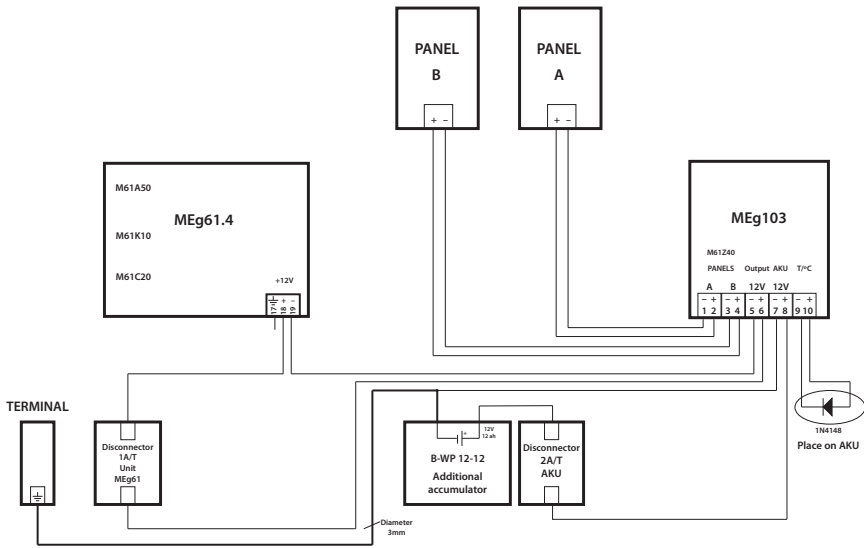 PANEL
B
+ −
PANEL
A
+ −
M61A50
MEg61.4
M61K10
M61C20
+12V
+ −
17 18 19
MEg103
M61Z40
PANELS Output AKU T/°C
A B 12V 12V
− + − + − + − + − +
1 2 3 4 5 6 7 8 9 10
1N4148
Place on AKU
TERMINAL
Disconnector
1A/T
Unit
MEg61
+
12V
12 ah
B-WP 12-12
Additional
accumulator
Disconnector
2A/T
AKU
Diameter
3mm